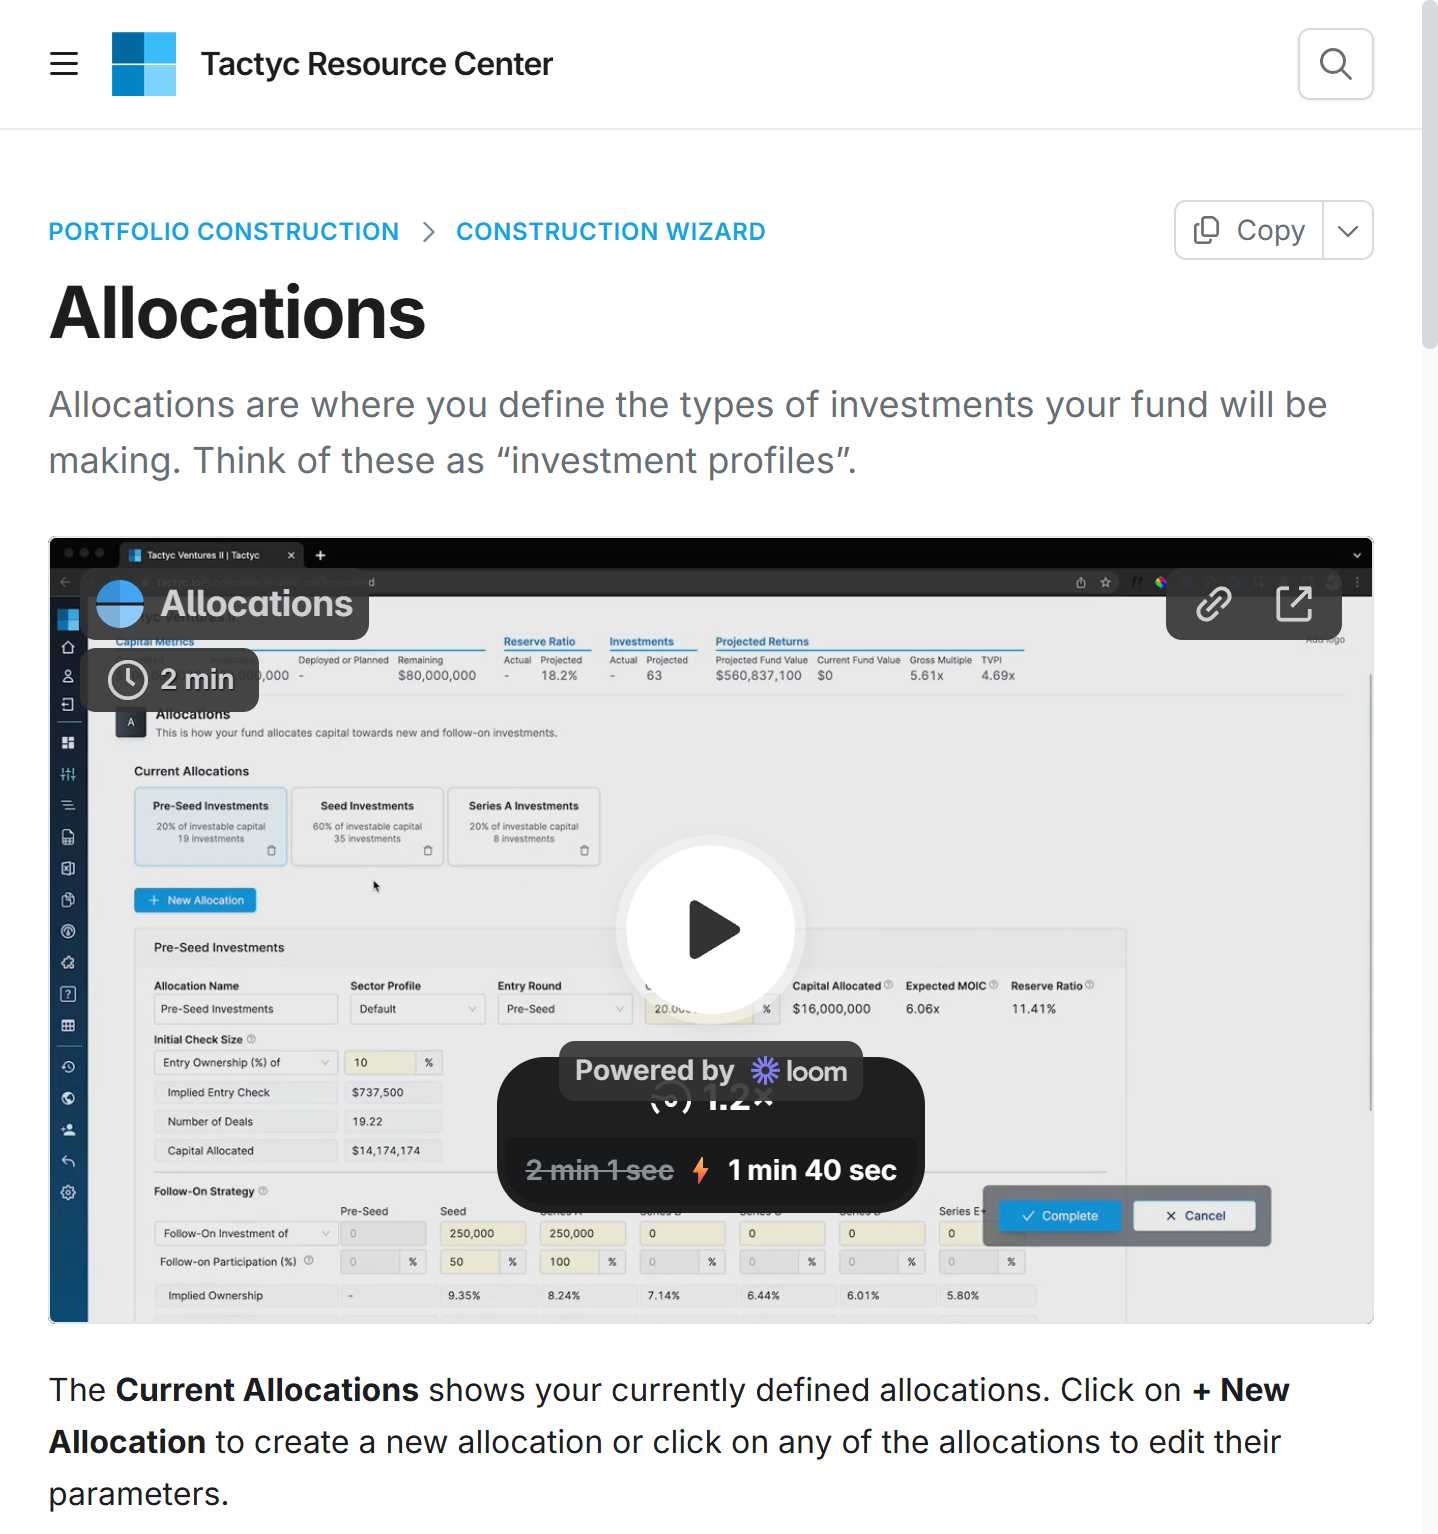 Tactyc Resource Center
PORTFOLIO CONSTRUCTION > CONSTRUCTION WIZARD
Copy
Allocations
Allocations are where you define the types of investments your fund will be
making. Think of these as “investment profiles”.
Tactyc Ventures II | Tactyc
Allocations
2 min
Capital Metrics
Reserve Ratio Investments Projected Returns
Deployed or Planned Remaining Actual Projected Actual Projected Projected Fund Value Current Fund Value Gross Multiple TVPI
- $80,000,000 - 18.2% - 63 $560,837,100 $0 5.61x 4.69x
A
Allocations
This is how your fund allocates capital towards new and follow-on investments.
Current Allocations
Pre-Seed Investments
20% of investable capital
19 investments
Seed Investments
60% of investable capital
35 investments
Series A Investments
20% of investable capital
8 investments
+ New Allocation
Pre-Seed Investments
Allocation Name Sector Profile Entry Round Capital Allocated Expected MOIC Reserve Ratio
Pre-Seed Investments Default Pre-Seed % $16,000,000 6.06x 11.41%
Initial Check Size
Entry Ownership (%) of 10 %
Implied Entry Check $737,500
Number of Deals 19.22
Capital Allocated $14,174,174
Powered by loom
1.2×
2 min 1 sec 1 min 40 sec
Follow-On Strategy
Pre-Seed Seed Series E+
Follow-On Investment of 0 250,000 250,000 0 0 0 0
Follow-on Participation (%) 0 % 50 % 100 % 0 % 0 % 0 % 0 %
Implied Ownership - 9.35% 8.24% 7.14% 6.44% 6.01% 5.80%
Complete Cancel
The Current Allocations shows your currently defined allocations. Click on + New
Allocation to create a new allocation or click on any of the allocations to edit their
parameters.